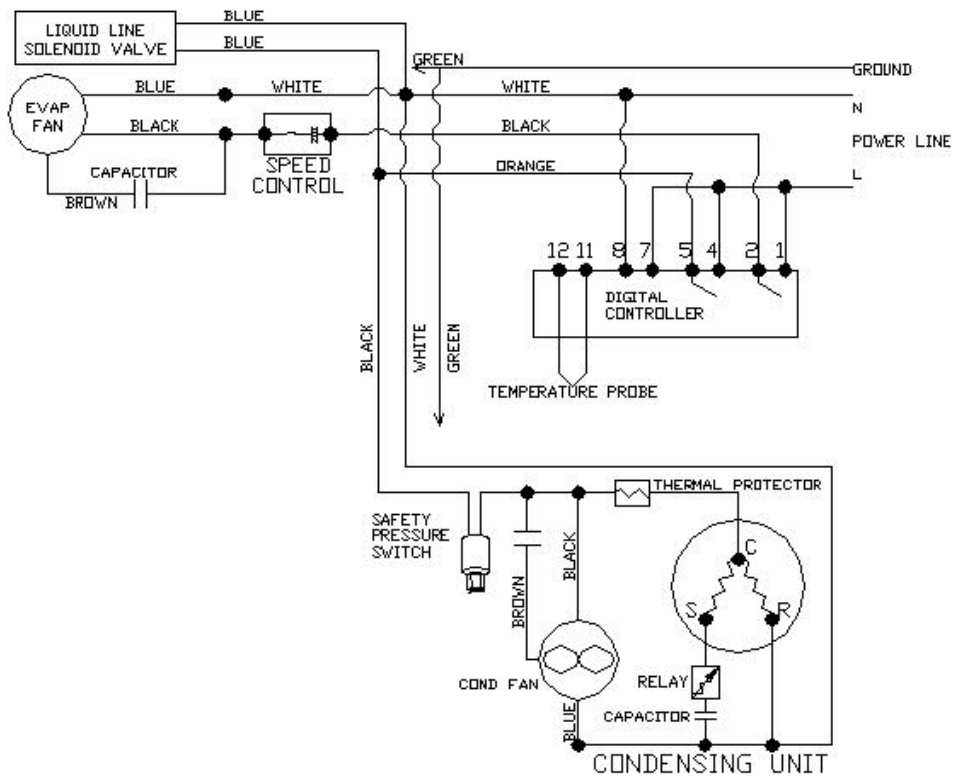 LIQUID LINE
SOLENOID VALVE
BLUE
BLUE
GREEN
GROUND
EVAP
FAN
BLUE
WHITE
WHITE
N
BLACK
BLACK
POWER LINE
CAPACITOR
SPEED
CONTROL
ORANGE
L
BROWN
12 11 8 7 5 4 2 1
DIGITAL
CONTROLLER
BLACK
WHITE
GREEN
TEMPERATURE PROBE
THERMAL PROTECTOR
SAFETY
PRESSURE
SWITCH
BLACK
C
BROWN
S
R
COND FAN
RELAY
BLUE
CAPACITOR
CONDENSING UNIT